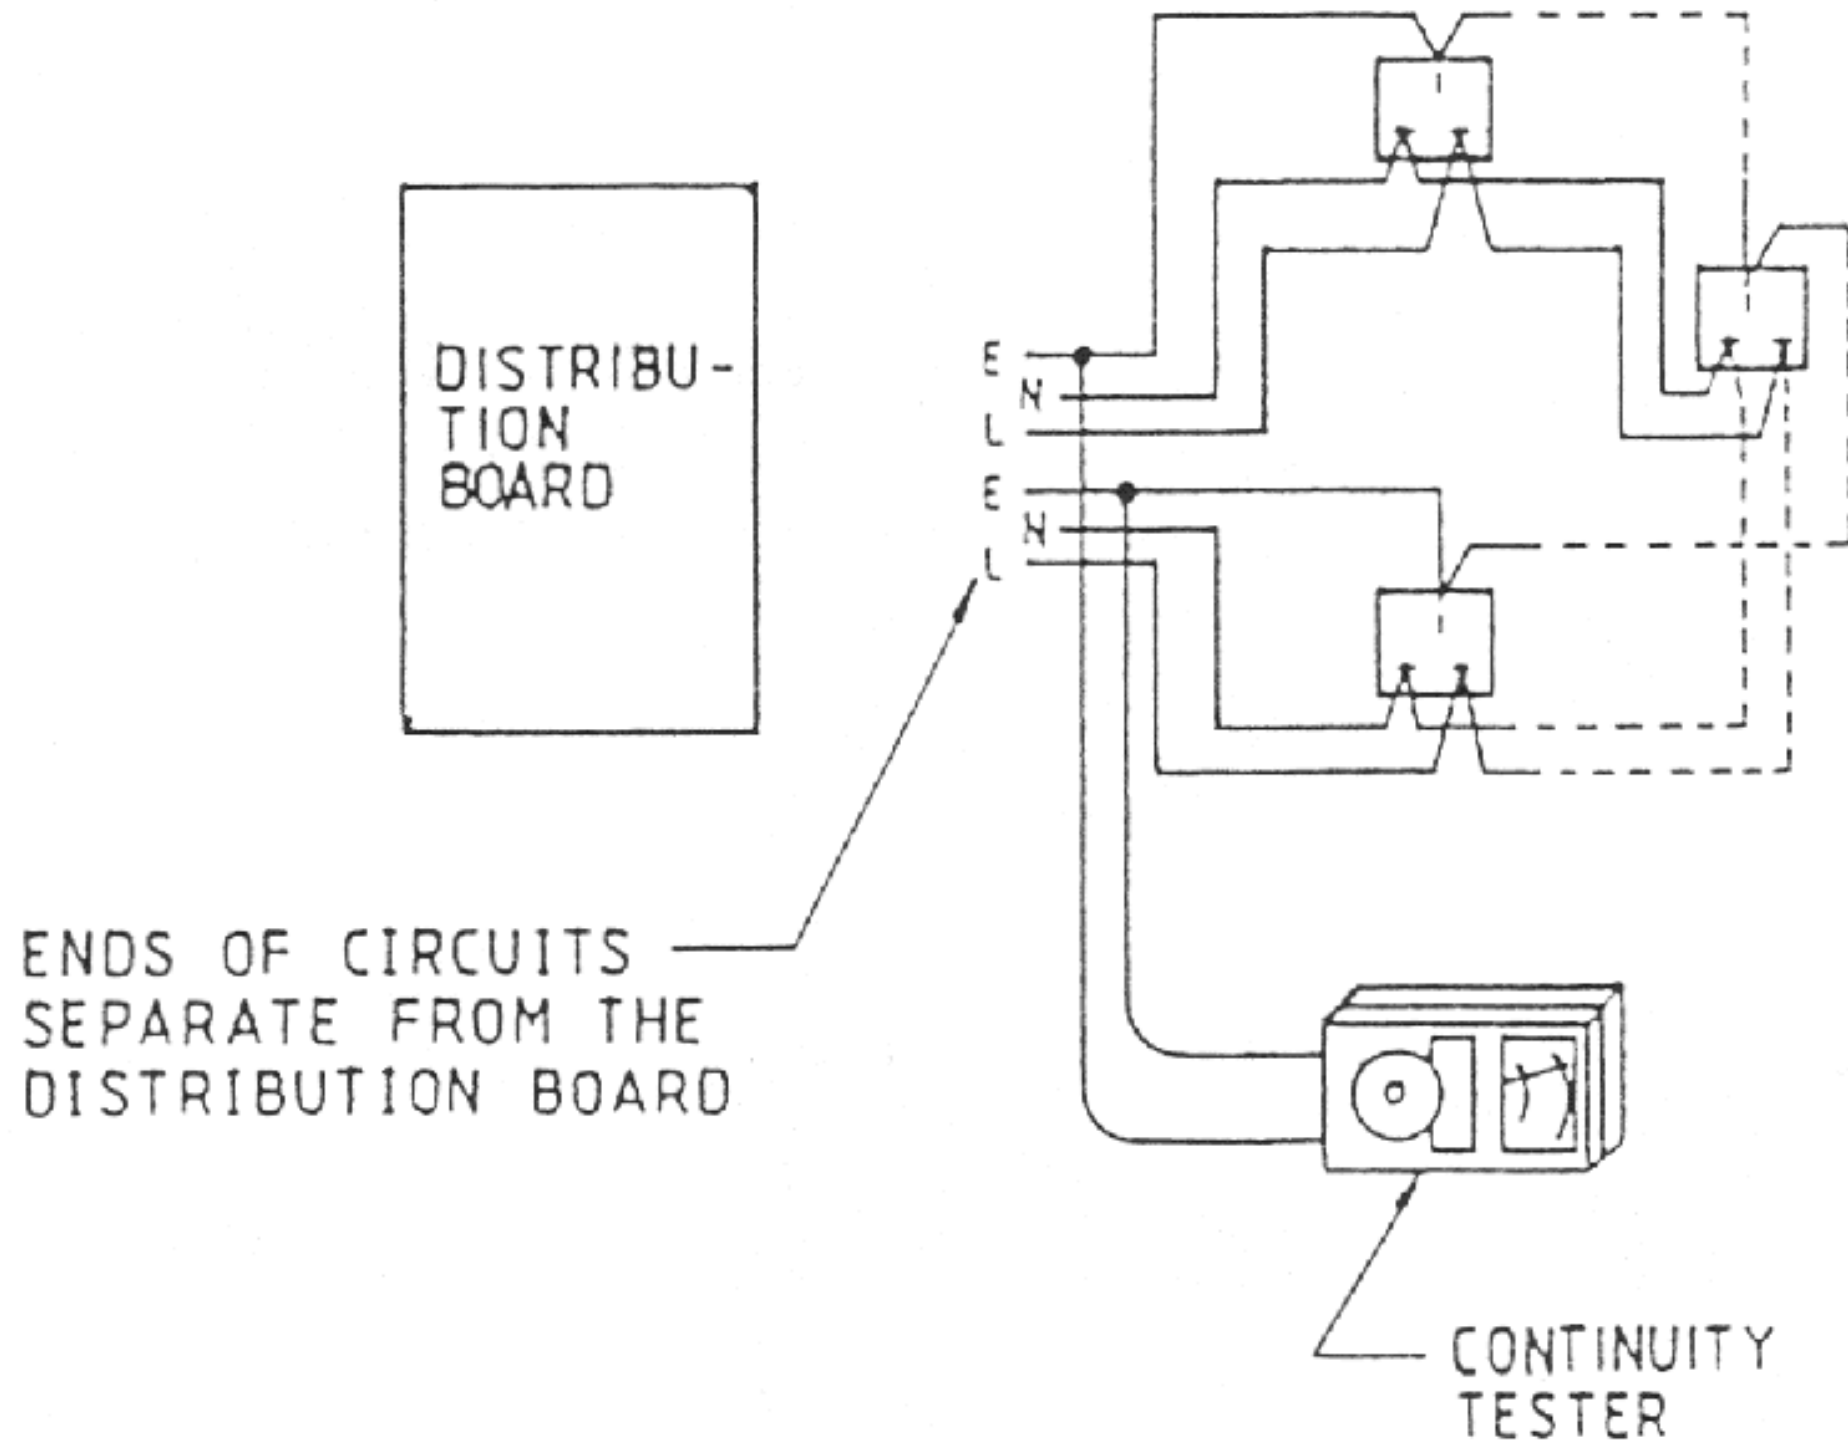 DISTRIBU-
TION
BOARD
E
N
L
E
N
L
ENDS OF CIRCUITS
SEPARATE FROM THE
DISTRIBUTION BOARD
CONTINUITY
TESTER